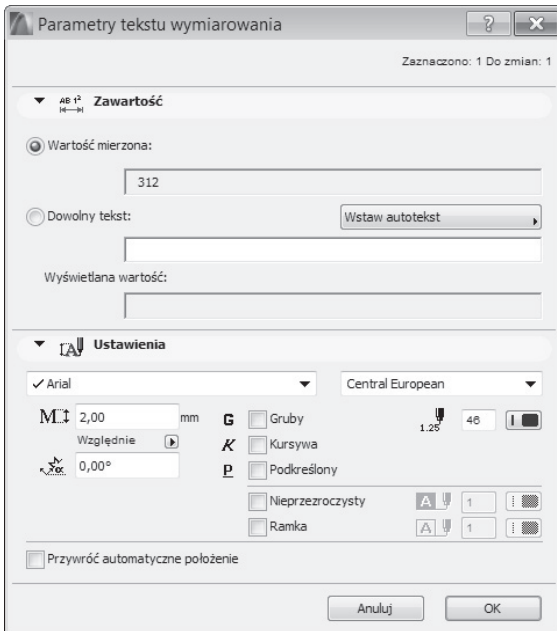 Parametry tekstu wymiarowania
Zaznaczono: 1 Do zmian: 1
AB 1² Zawartość
Wartość mierzona:
312
Dowolny tekst:
Wstaw autotekst
Wyświetlana wartość:
A Ustawienia
Arial
Central European
M 2,00 mm
G Gruby
1.25 46
Względnie
K Kursywa
α 0,00°
P Podkreślony
Nieprzezroczysty
A 1
Ramka
A 1
Przywróć automatyczne położenie
Anuluj
OK